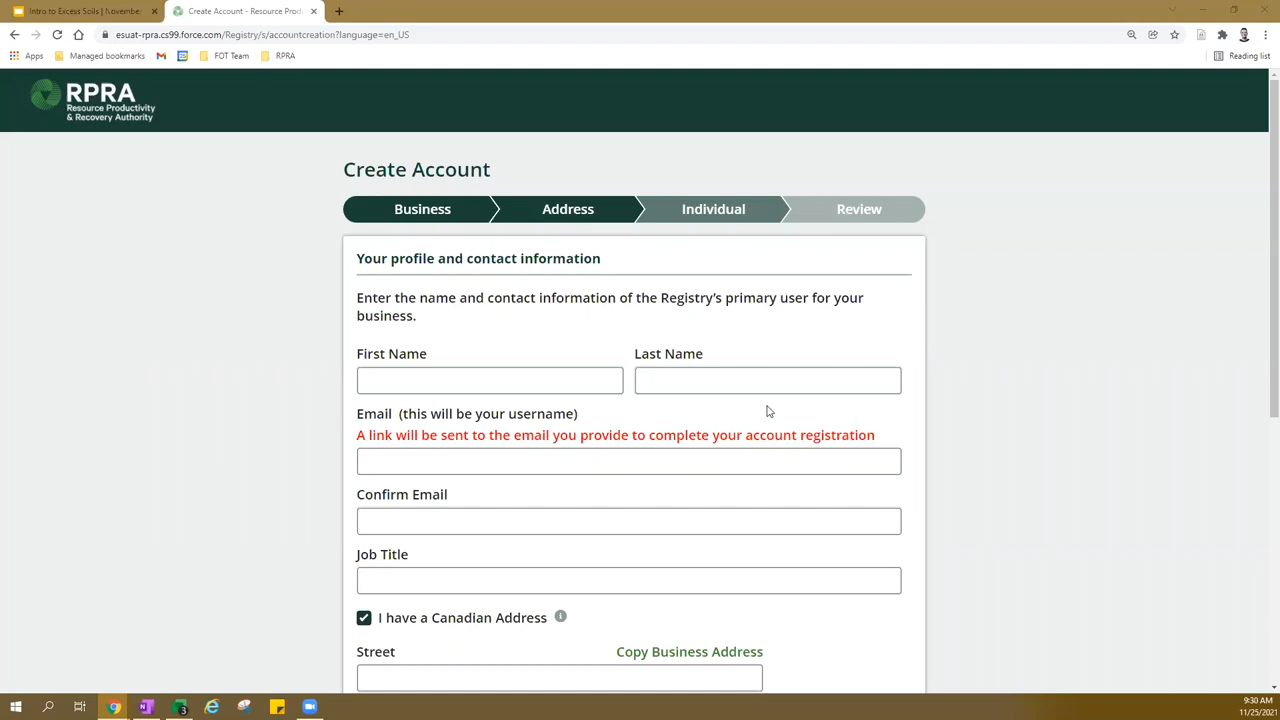 Intro to Excess Soils | Novembe
Create Account - Resource Produ
esuat-rpra.cs99.force.com/Registry/s/accountcreation?language=en_US
Apps
Managed bookmarks
FOT Team
RPRA
Reading list
RPRA
Resource Productivity
& Recovery Authority
Create Account
Business
Address
Individual
Review
Your profile and contact information
Enter the name and contact information of the Registry's primary user for your
business.
First Name
Last Name
Email (this will be your username)
A link will be sent to the email you provide to complete your account registration
Confirm Email
Job Title
I have a Canadian Address
Street
Copy Business Address
9:30 AM
11/25/2021